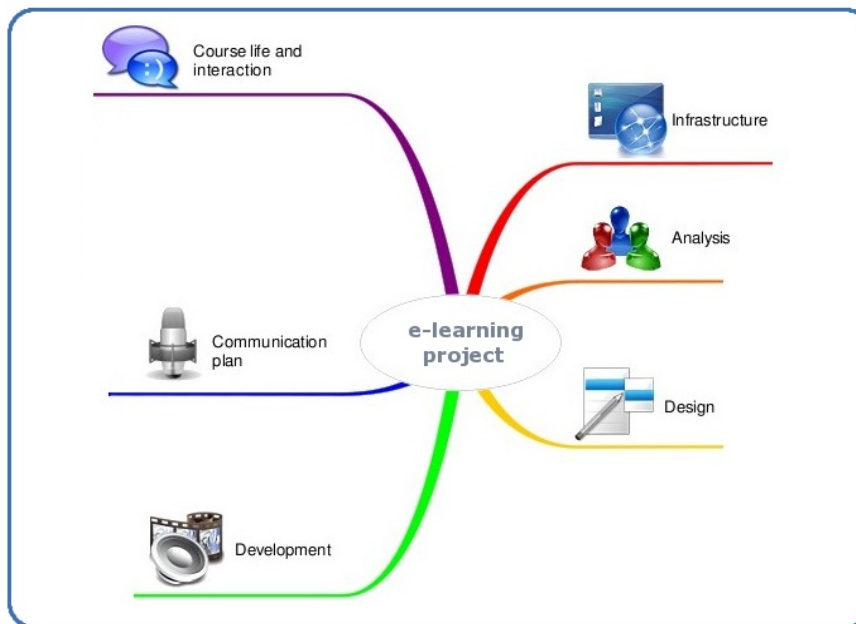 Course life and
interaction
Infrastructure
Analysis
e-learning
project
Communication
plan
Design
Development